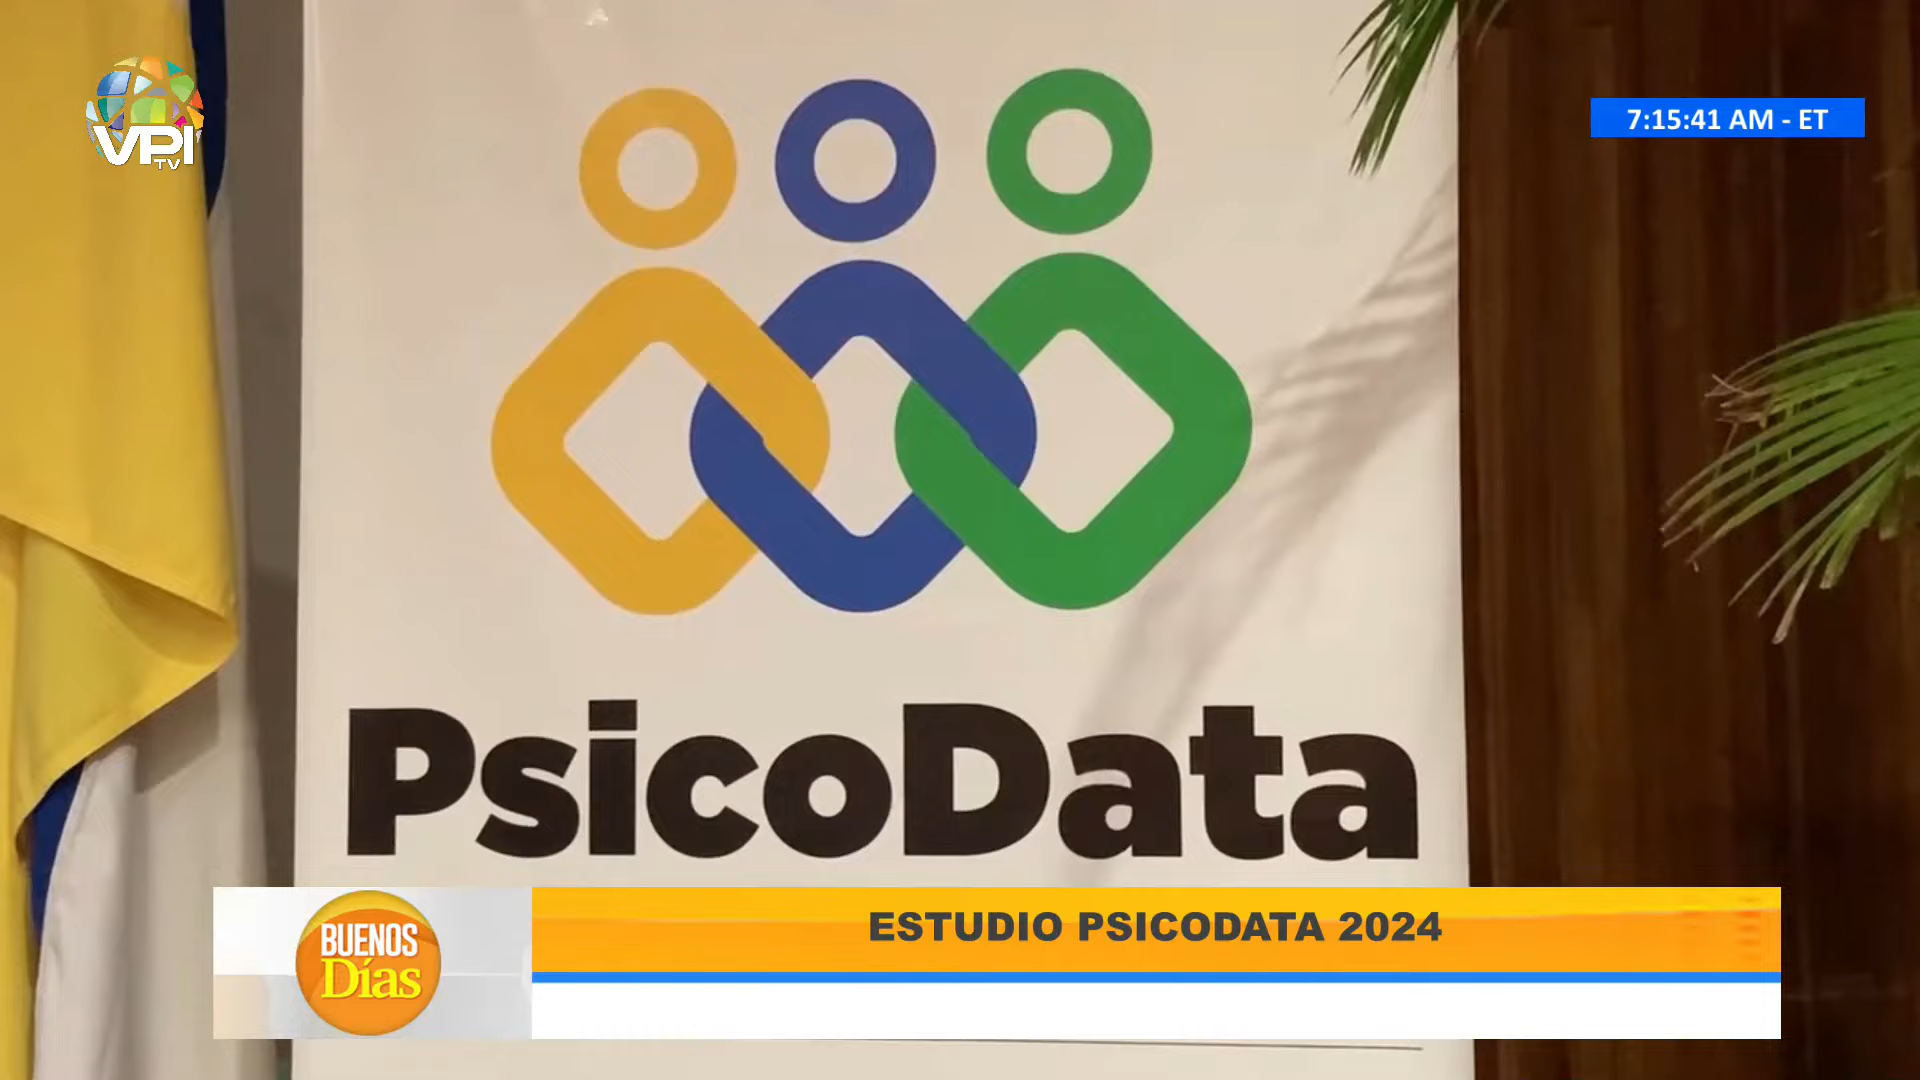 VPI
TV
7:15:41 AM - ET
PsicoData
BUENOS
Días
ESTUDIO PSICODATA 2024